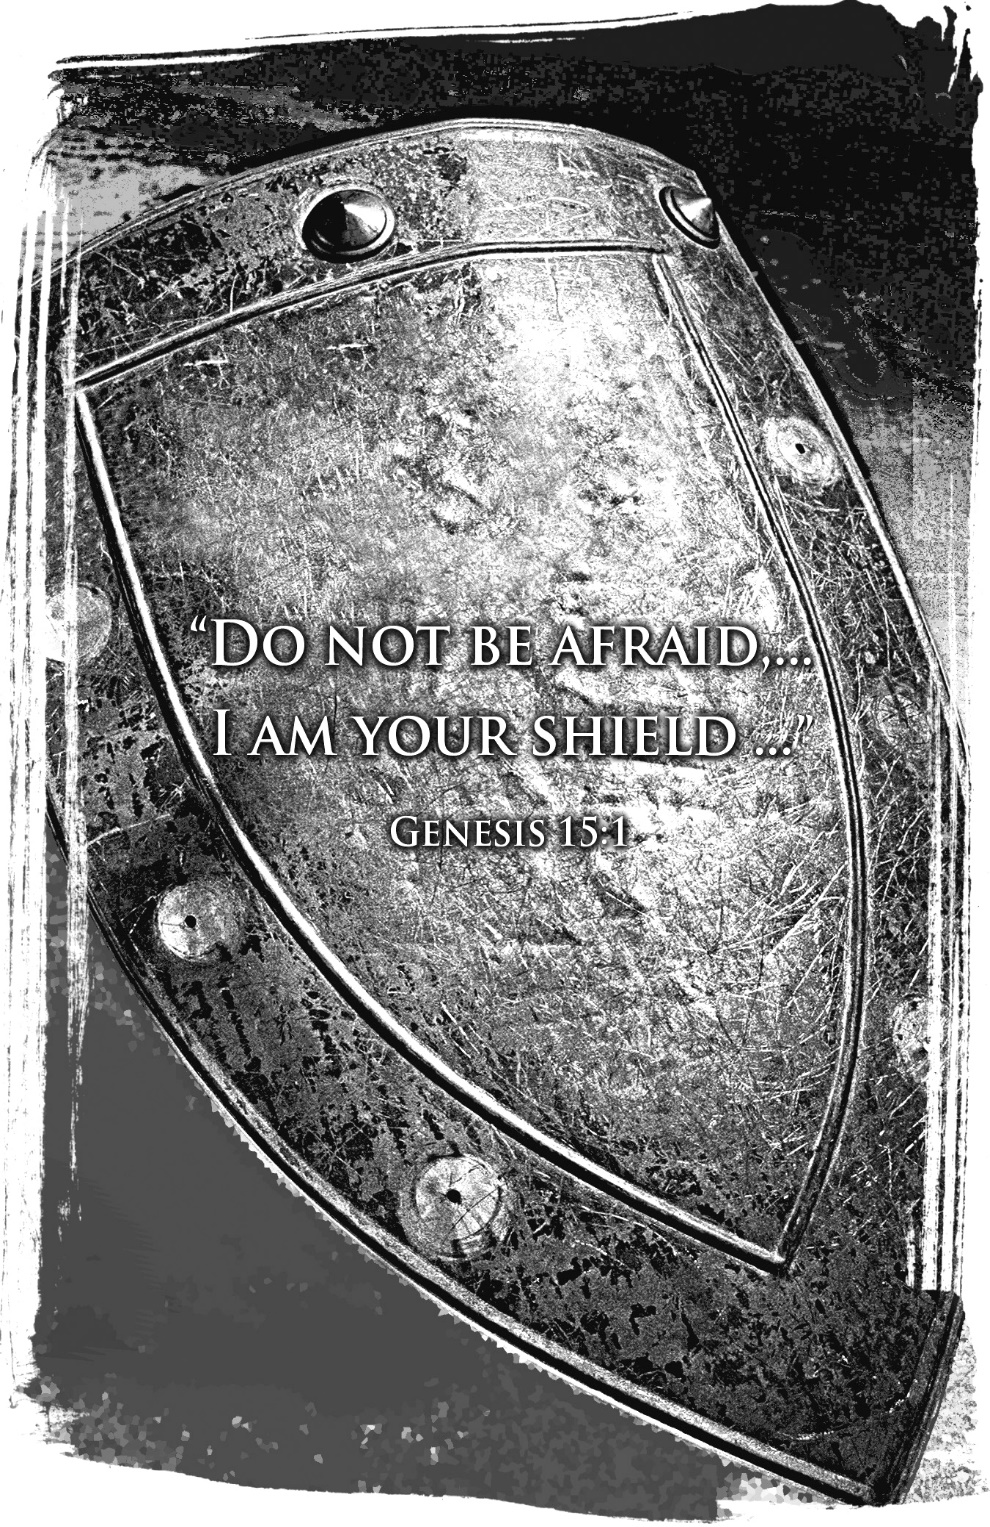 “Do not be afraid,...
I am your shield ...”
Genesis 15:1